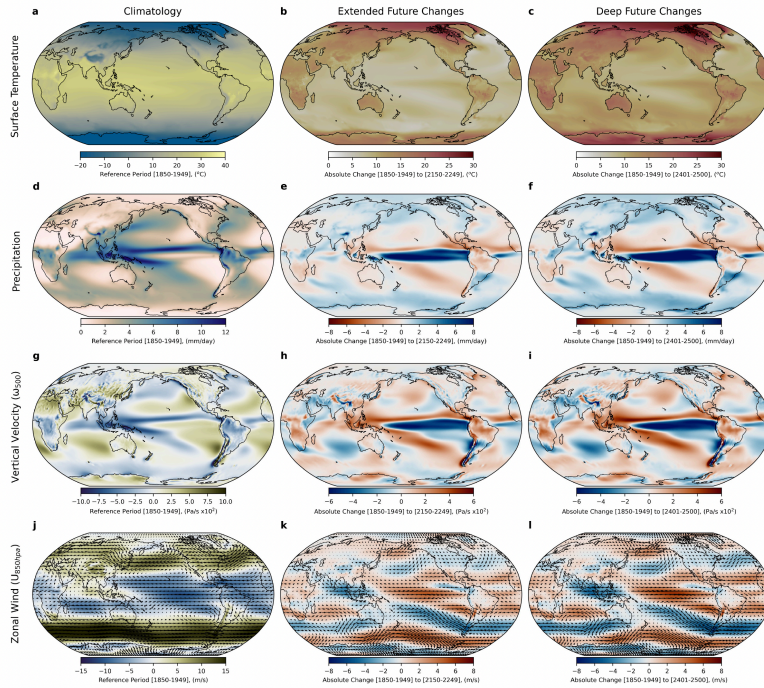 a Climatology
b Extended Future Changes
c Deep Future Changes
Surface Temperature
−20 −10 0 10 20 30 40
Reference Period [1850-1949], (°C)
0 5 10 15 20 25 30
Absolute Change [1850-1949] to [2150-2249], (°C)
0 5 10 15 20 25 30
Absolute Change [1850-1949] to [2401-2500], (°C)
d
e
f
Precipitation
0 2 4 6 8 10 12
Reference Period [1850-1949], (mm/day)
−8 −6 −4 −2 0 2 4 6 8
Absolute Change [1850-1949] to [2150-2249], (mm/day)
−8 −6 −4 −2 0 2 4 6 8
Absolute Change [1850-1949] to [2401-2500], (mm/day)
g
h
i
Vertical Velocty (ω500)
−10.0 −7.5 −5.0 −2.5 0.0 2.5 5.0 7.5 10.0
Reference Period [1850-1949], (Pa/s x10²)
−6 −4 −2 0 2 4 6
Absolute Change [1850-1949] to [2150-2249], (Pa/s x10²)
−6 −4 −2 0 2 4 6
Absolute Change [1850-1949] to [2401-2500], (Pa/s x10²)
j
k
l
Zonal Wind (U850hpa)
−15 −10 −5 0 5 10 15
Reference Period [1850-1949], (m/s)
−8 −6 −4 −2 0 2 4 6 8
Absolute Change [1850-1949] to [2150-2249], (m/s)
−8 −6 −4 −2 0 2 4 6 8
Absolute Change [1850-1949] to [2401-2500], (m/s)